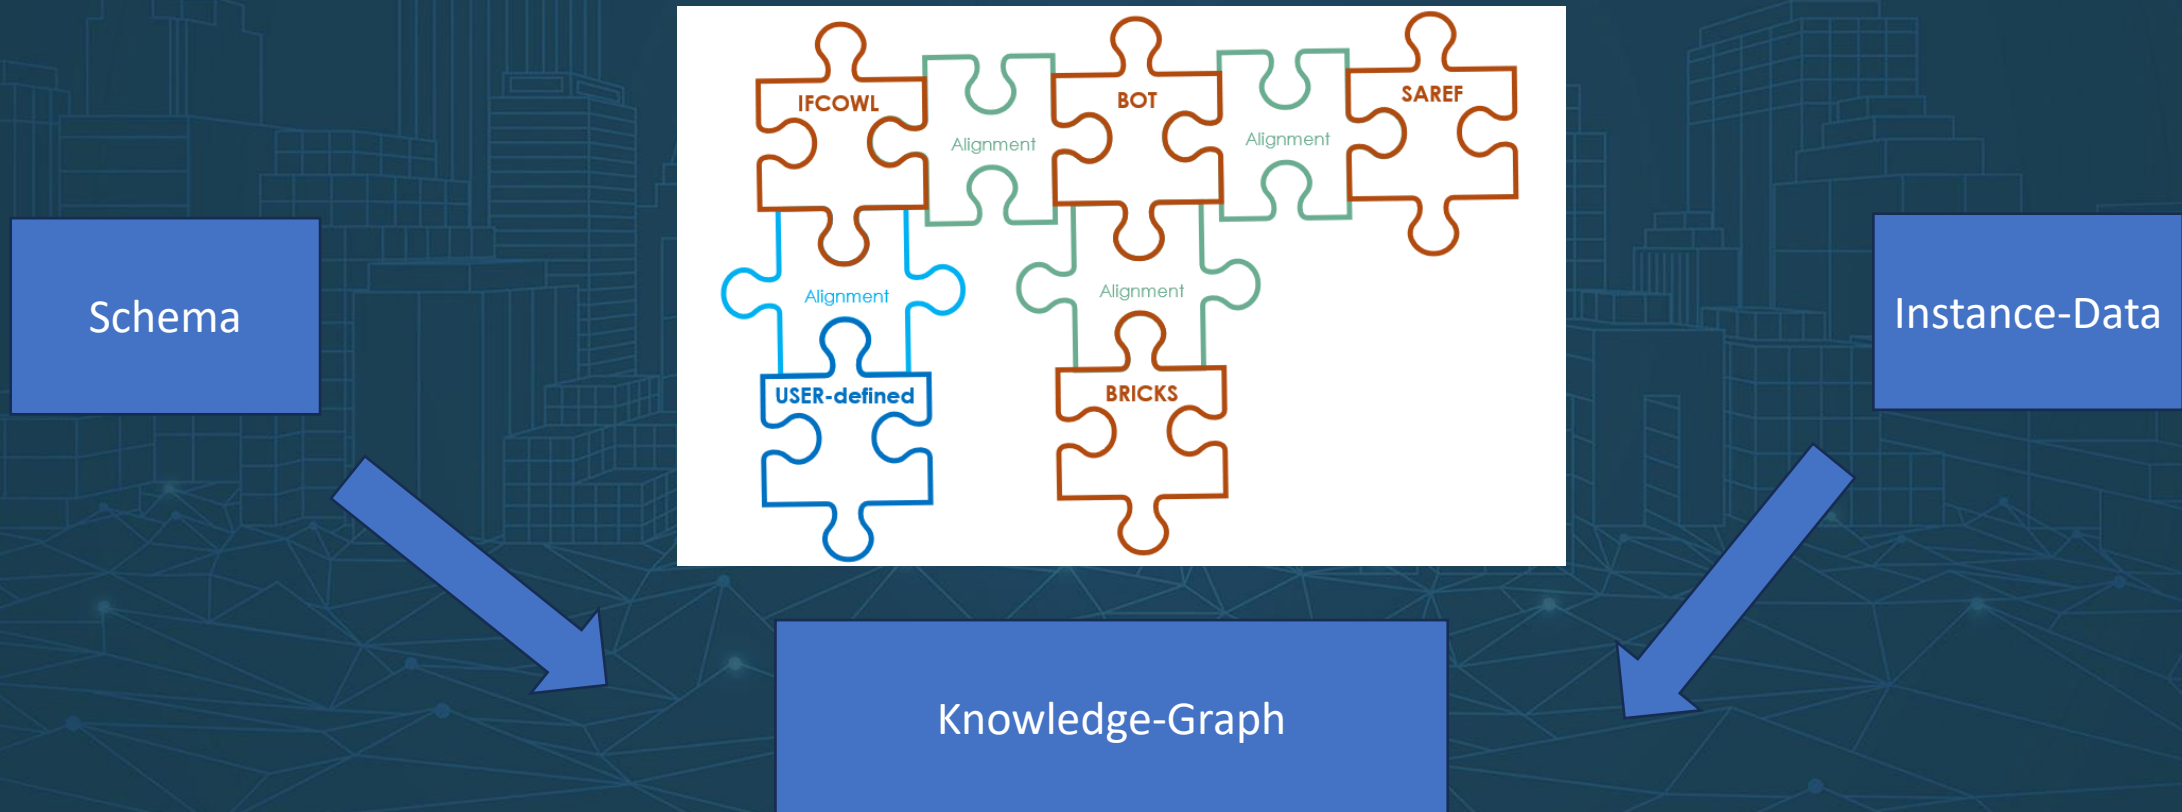 IFCOWL
BOT
SAREF
Alignment
Alignment
Schema
Instance-Data
Alignment
Alignment
USER-defined
BRICKS
Knowledge-Graph